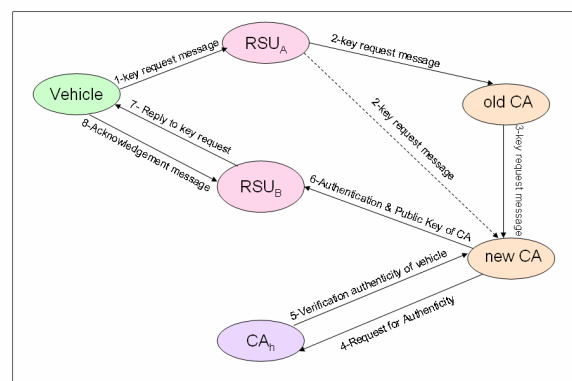 RSUA
2-key request message
1-key request message
Vehicle
old CA
2-key request message
7- Reply to key request
3-key request message
8-Acknowledgement message
RSUB
6-Authentication & Public Key of CA
new CA
5-Verification authenticity of vehicle
4-Request for Authenticity
CAh